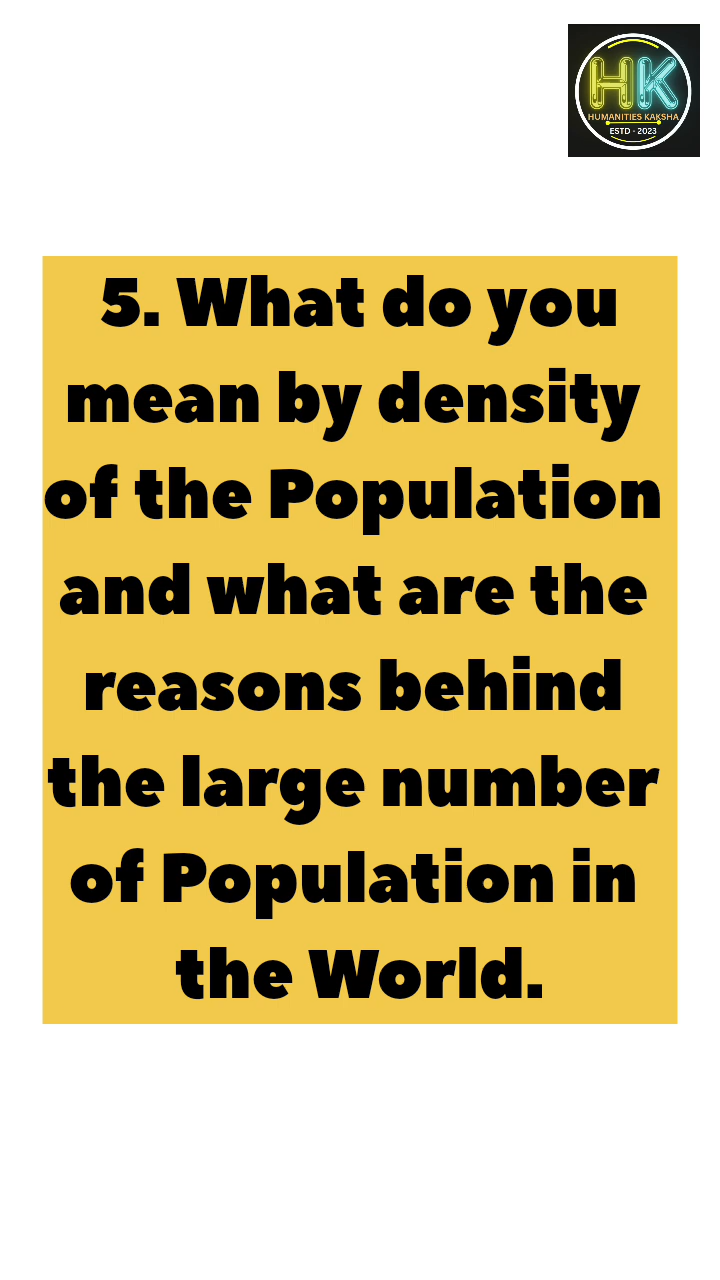 HK
HUMANITIES KAKSHA
ESTD - 2023
5. What do you
mean by density
of the Population
and what are the
reasons behind
the large number
of Population in
the World.